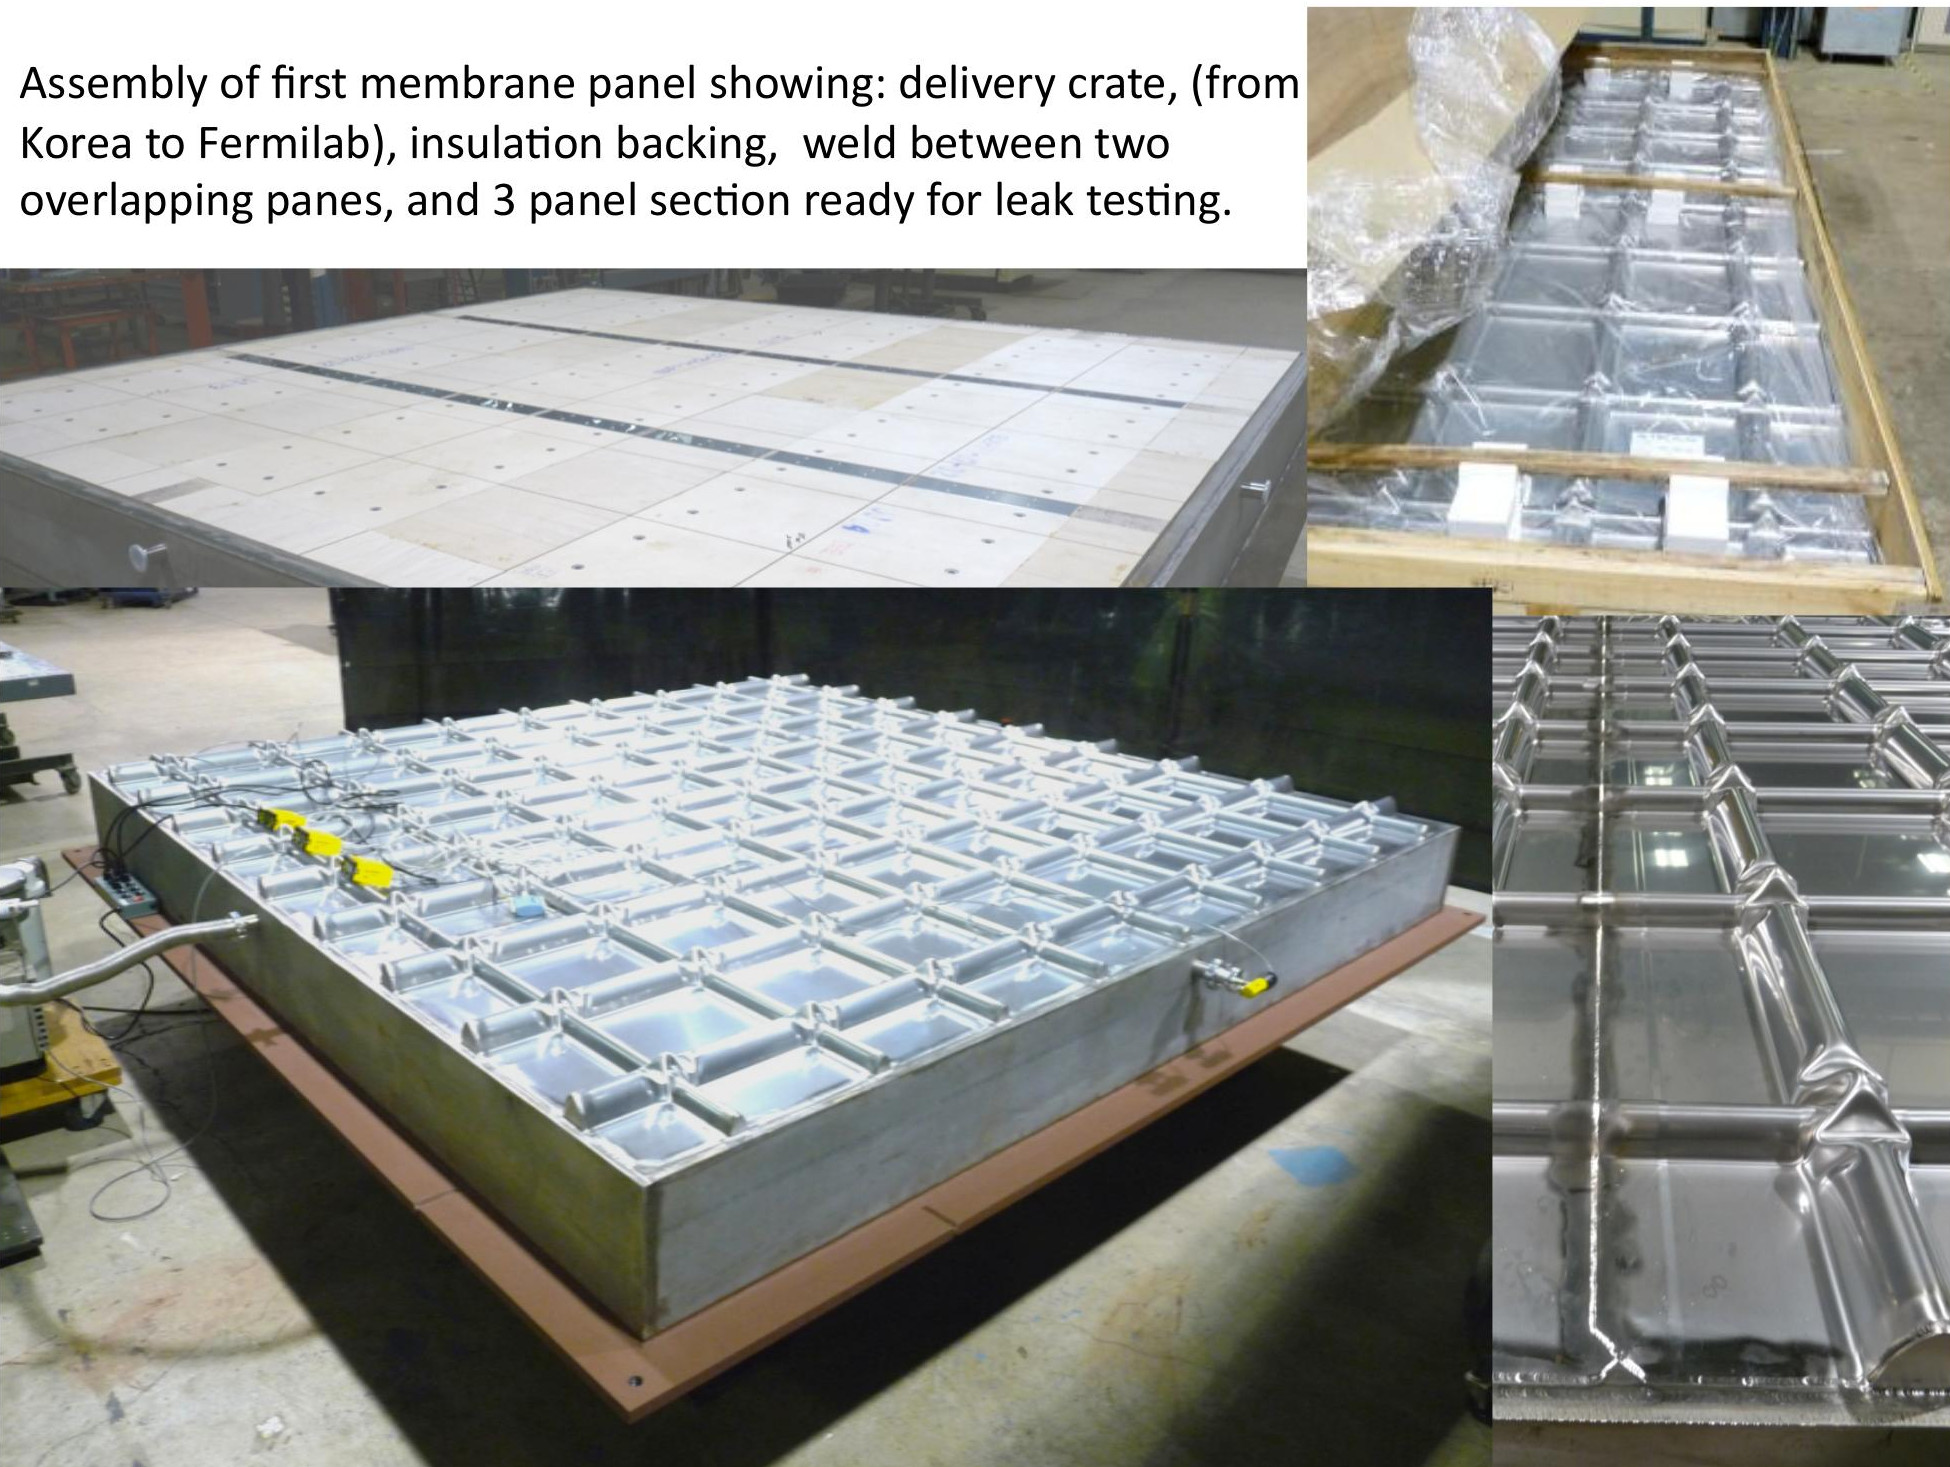 Assembly of first membrane panel showing: delivery crate, (from
Korea to Fermilab), insulation backing,  weld between two
overlapping panes, and 3 panel section ready for leak testing.